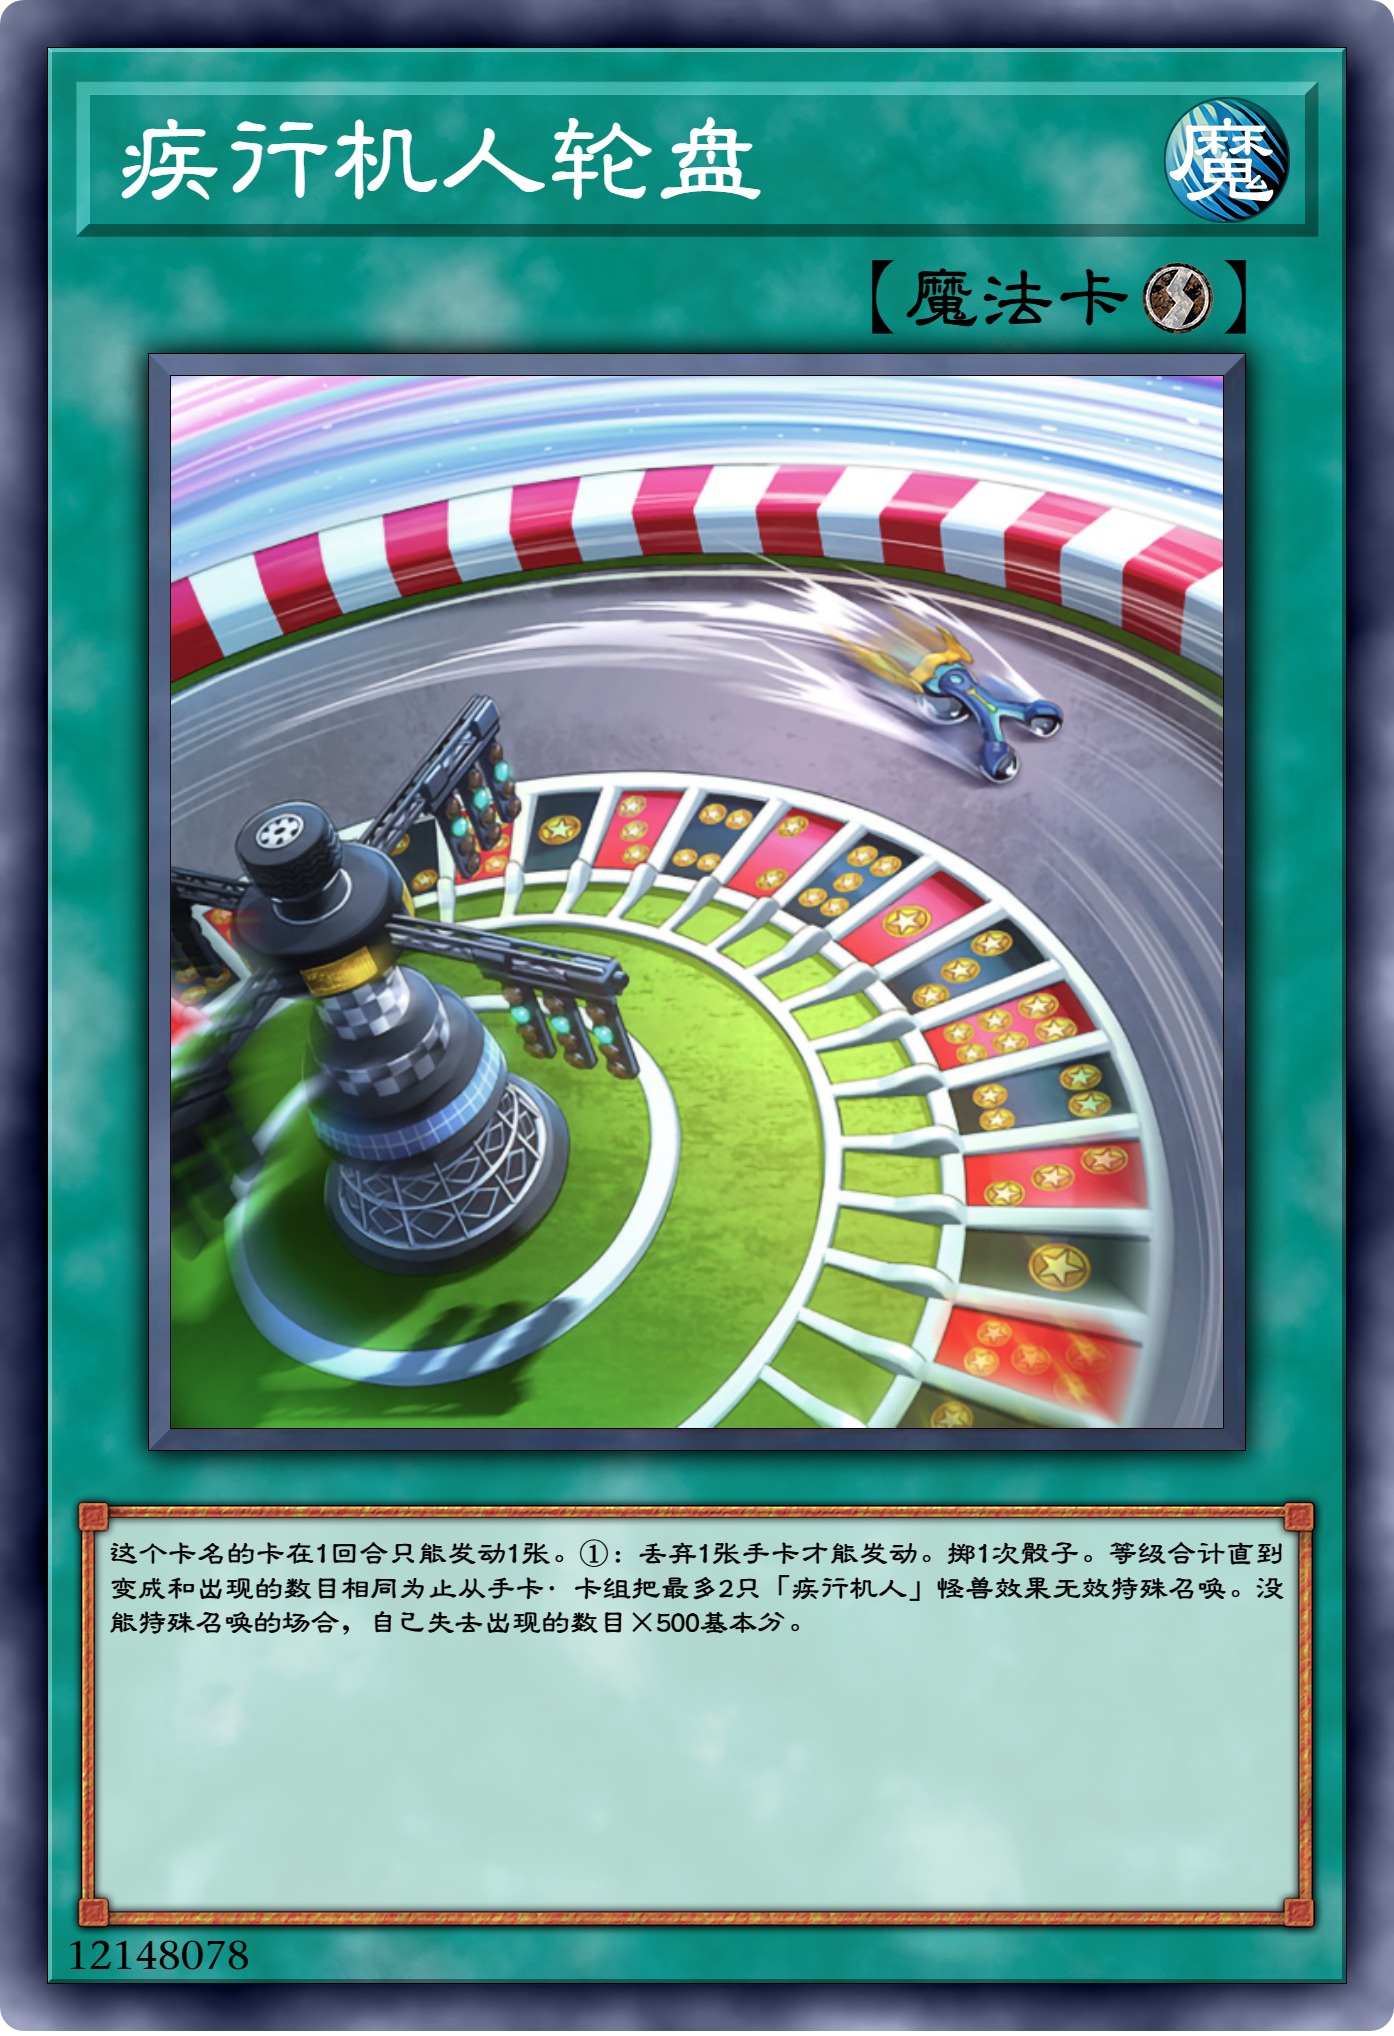 疾行机人轮盘
魔
【魔法卡】
这个卡名的卡在1回合只能发动1张。①：丢弃1张手卡才能发动。掷1次骰子。等级合计直到
变成和出现的数目相同为止从手卡·卡组把最多2只「疾行机人」怪兽效果无效特殊召唤。没
能特殊召唤的场合，自己失去出现的数目×500基本分。
12148078